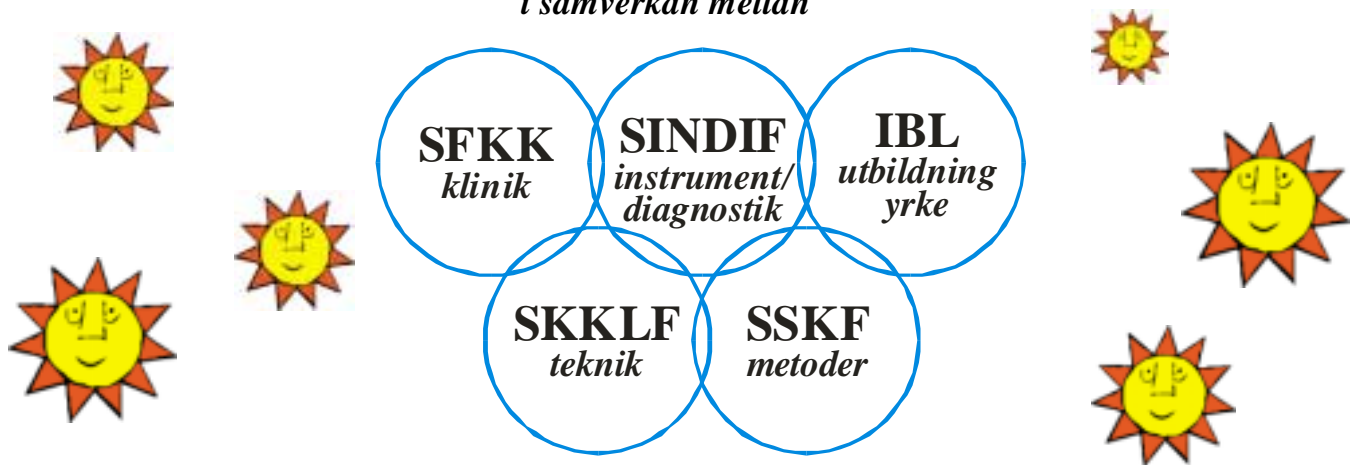 i samverkan mellan
SFKK
klinik
SINDIF
instrument/
diagnostik
IBL
utbildning
yrke
SKKLF
teknik
SSKF
metoder